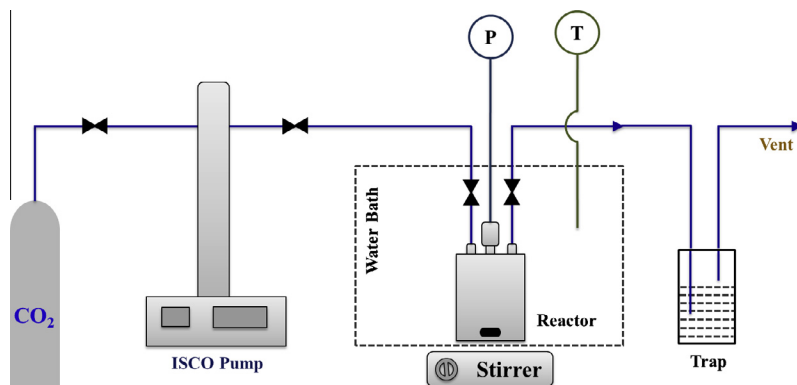 P
T
Vent
Water Bath
CO₂
Reactor
ISCO Pump
Stirrer
Trap